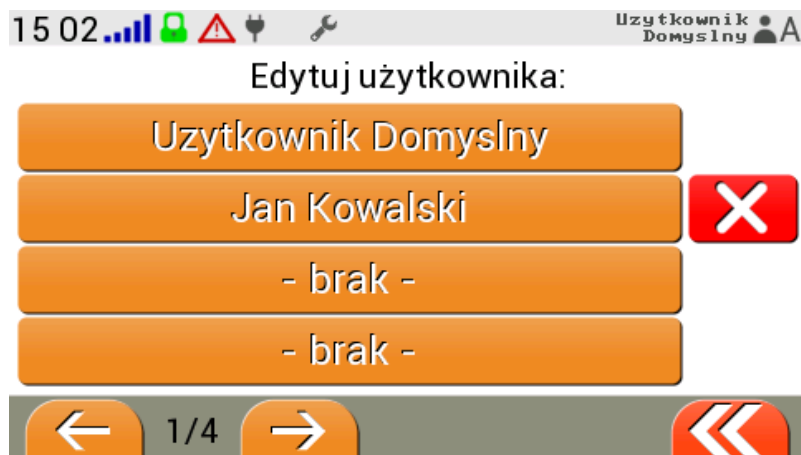 15 02
Uzytkownik
Domyslny
A
Edytuj użytkownika:
Uzytkownik Domyslny
Jan Kowalski
- brak -
- brak -
1/4